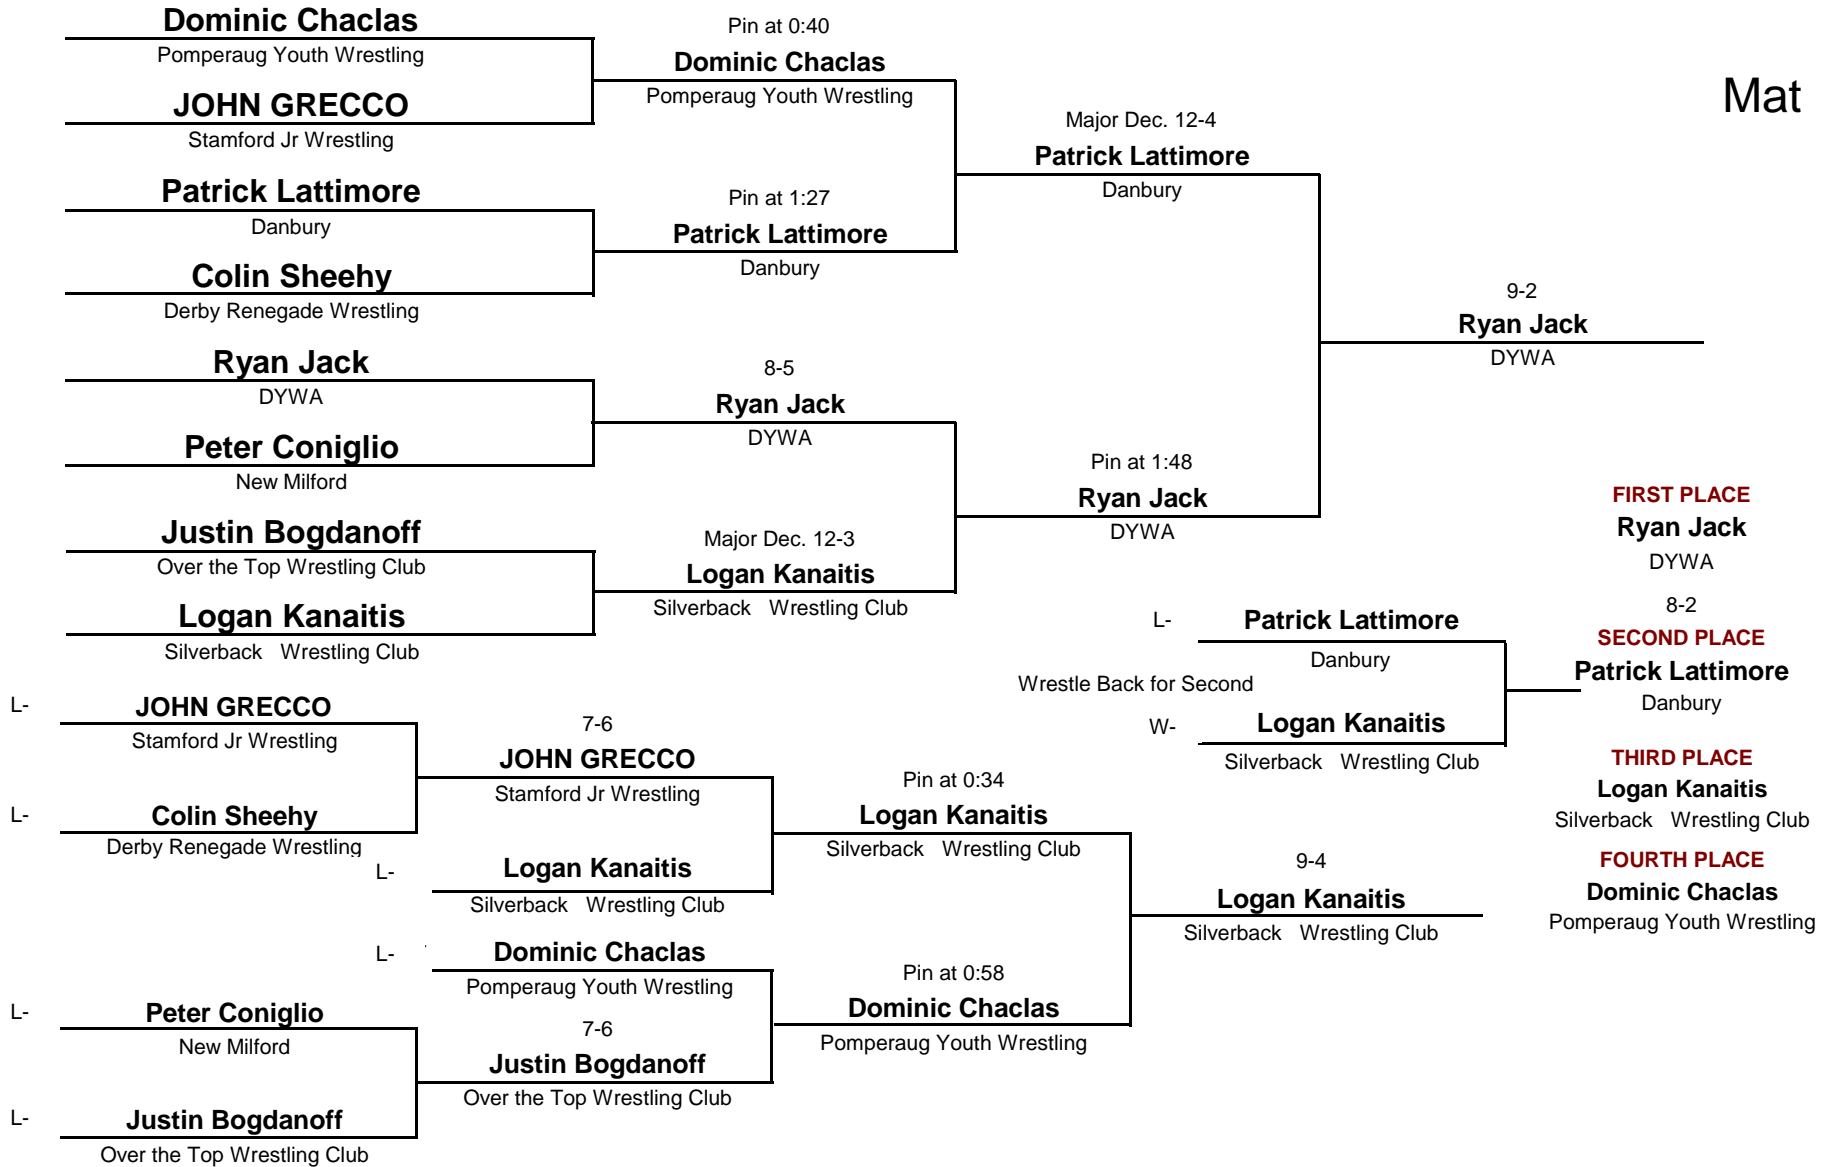 Dominic Chaclas
Pomperaug Youth Wrestling
JOHN GRECCO
Stamford Jr Wrestling
Patrick Lattimore
Danbury
Colin Sheehy
Derby Renegade Wrestling
Ryan Jack
DYWA
Peter Coniglio
New Milford
Justin Bogdanoff
Over the Top Wrestling Club
Logan Kanaitis
Silverback Wrestling Club
Pin at 0:40
Dominic Chaclas
Pomperaug Youth Wrestling
Pin at 1:27
Patrick Lattimore
Danbury
8-5
Ryan Jack
DYWA
Major Dec. 12-3
Logan Kanaitis
Silverback Wrestling Club
Major Dec. 12-4
Patrick Lattimore
Danbury
Pin at 1:48
Ryan Jack
DYWA
9-2
Ryan Jack
DYWA
Mat
L-
JOHN GRECCO
Stamford Jr Wrestling
L-
Colin Sheehy
Derby Renegade Wrestling
L-
Peter Coniglio
New Milford
L-
Justin Bogdanoff
Over the Top Wrestling Club
7-6
JOHN GRECCO
Stamford Jr Wrestling
L-
Logan Kanaitis
Silverback Wrestling Club
L-
Dominic Chaclas
Pomperaug Youth Wrestling
7-6
Justin Bogdanoff
Over the Top Wrestling Club
Pin at 0:34
Logan Kanaitis
Silverback Wrestling Club
Pin at 0:58
Dominic Chaclas
Pomperaug Youth Wrestling
9-4
Logan Kanaitis
Silverback Wrestling Club
L-
Patrick Lattimore
Danbury
Wrestle Back for Second
W-
Logan Kanaitis
Silverback Wrestling Club
FIRST PLACE
Ryan Jack
DYWA
8-2
SECOND PLACE
Patrick Lattimore
Danbury
THIRD PLACE
Logan Kanaitis
Silverback Wrestling Club
FOURTH PLACE
Dominic Chaclas
Pomperaug Youth Wrestling